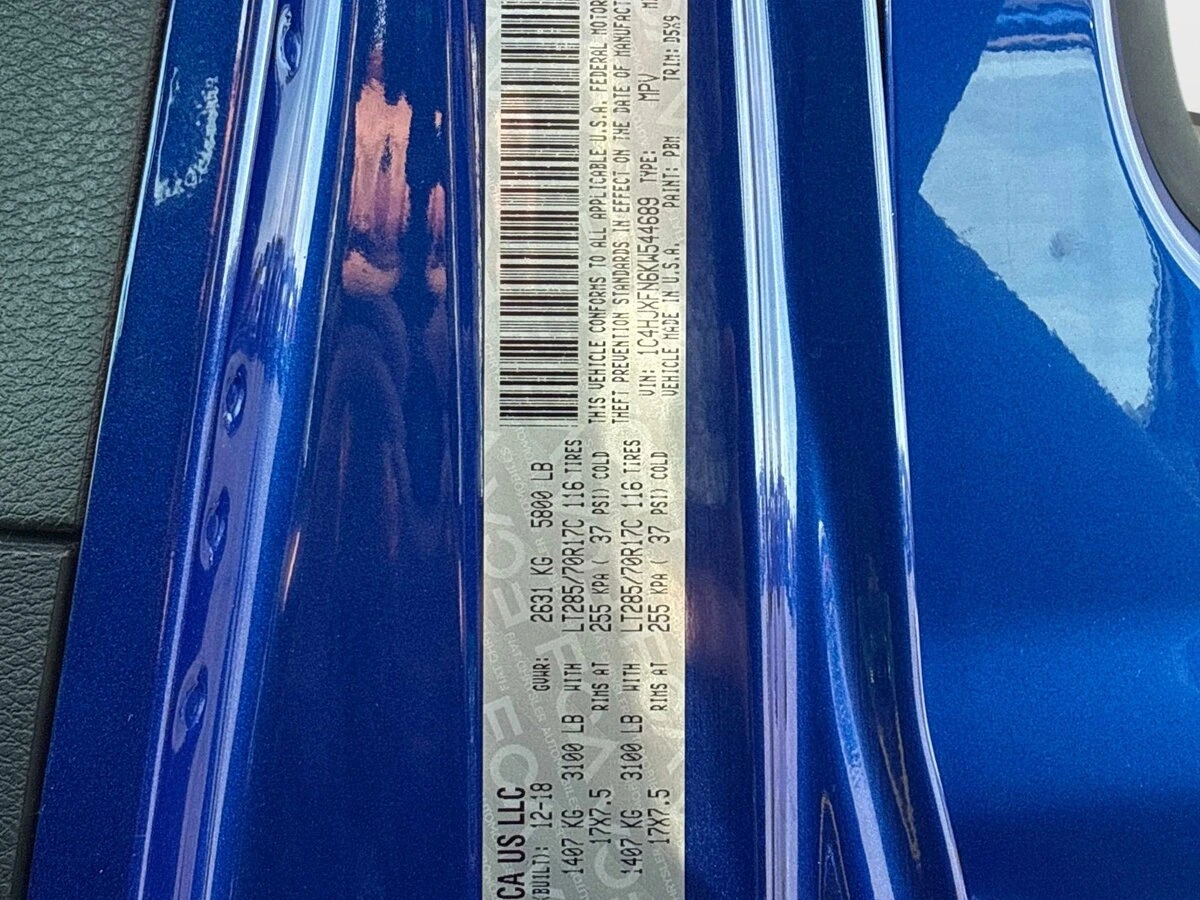 CA US LLC
(BUILT): 12-18 GVWR: 2631 KG 5800 LB
1407 KG 3100 LB WITH LT285/70R17C 116 TIRES
17X7.5 RIMS AT 255 KPA ( 37 PSI) COLD
1407 KG 3100 LB WITH LT285/70R17C 116 TIRES
17X7.5 RIMS AT 255 KPA ( 37 PSI) COLD
THIS VEHICLE CONFORMS TO ALL APPLICABLE U.S.A. FEDERAL MOTOR
THEFT PREVENTION STANDARDS IN EFFECT ON THE DATE OF MANUFACT
VIN: 1C4HJXFN6KW544689 TYPE: MPV
VEHICLE MADE IN U.S.A. PAINT: PBM TRIM: D5X9